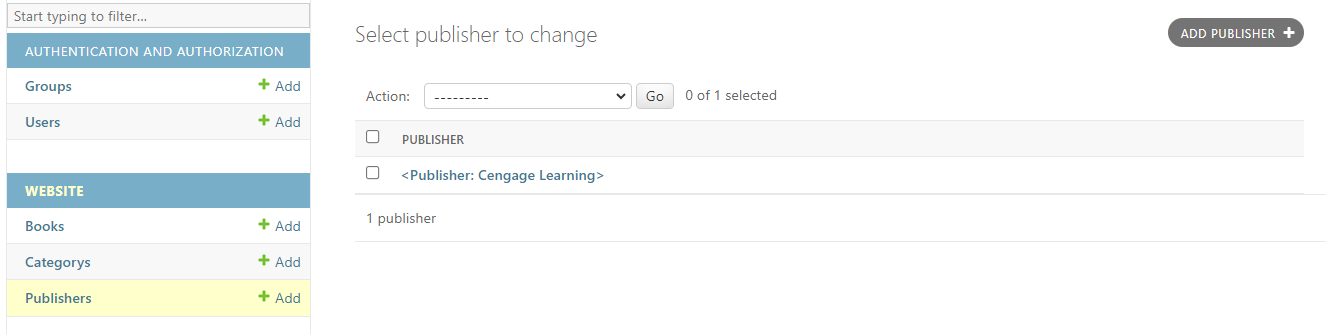 Start typing to filter...
AUTHENTICATION AND AUTHORIZATION
Groups + Add
Users + Add
WEBSITE
Books + Add
Categorys + Add
Publishers + Add
Select publisher to change
ADD PUBLISHER +
Action: --------- Go 0 of 1 selected
PUBLISHER
<Publisher: Cengage Learning>
1 publisher